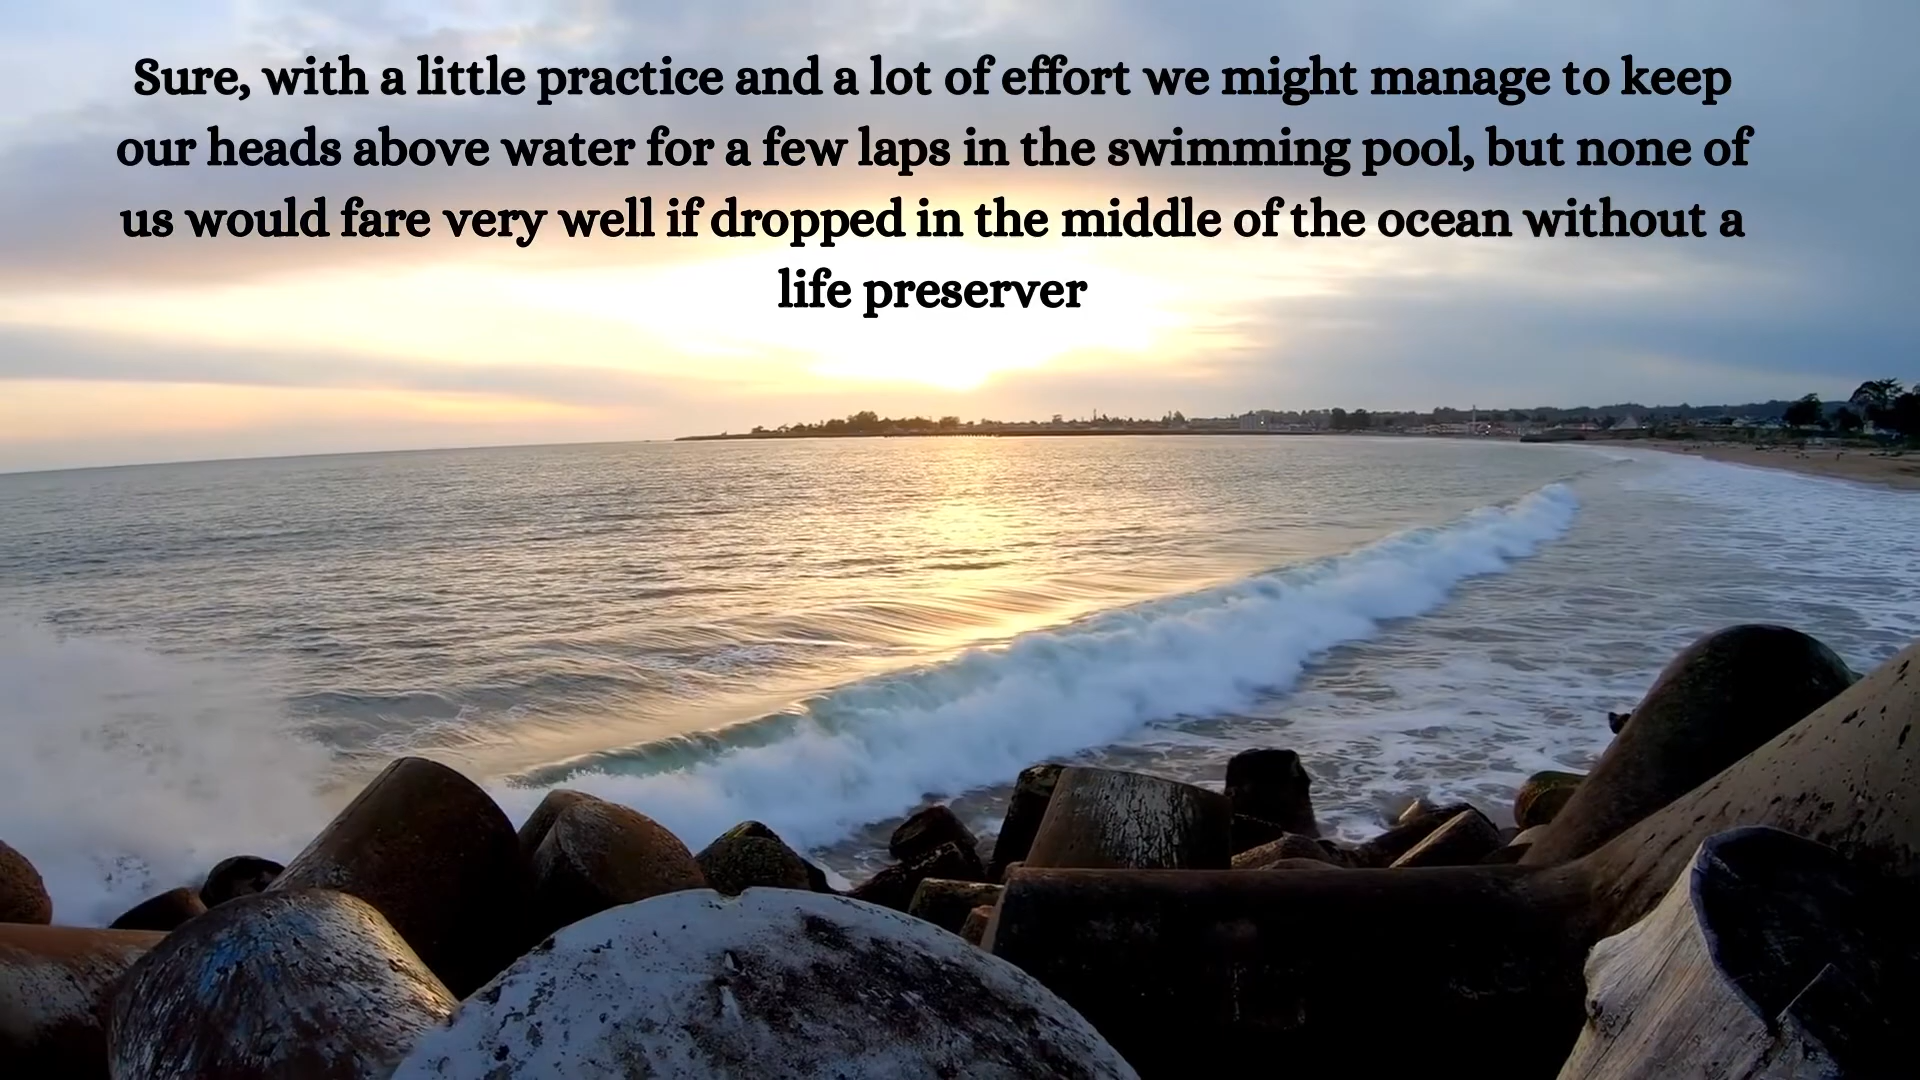 Sure, with a little practice and a lot of effort we might manage to keep
our heads above water for a few laps in the swimming pool, but none of
us would fare very well if dropped in the middle of the ocean without a
life preserver